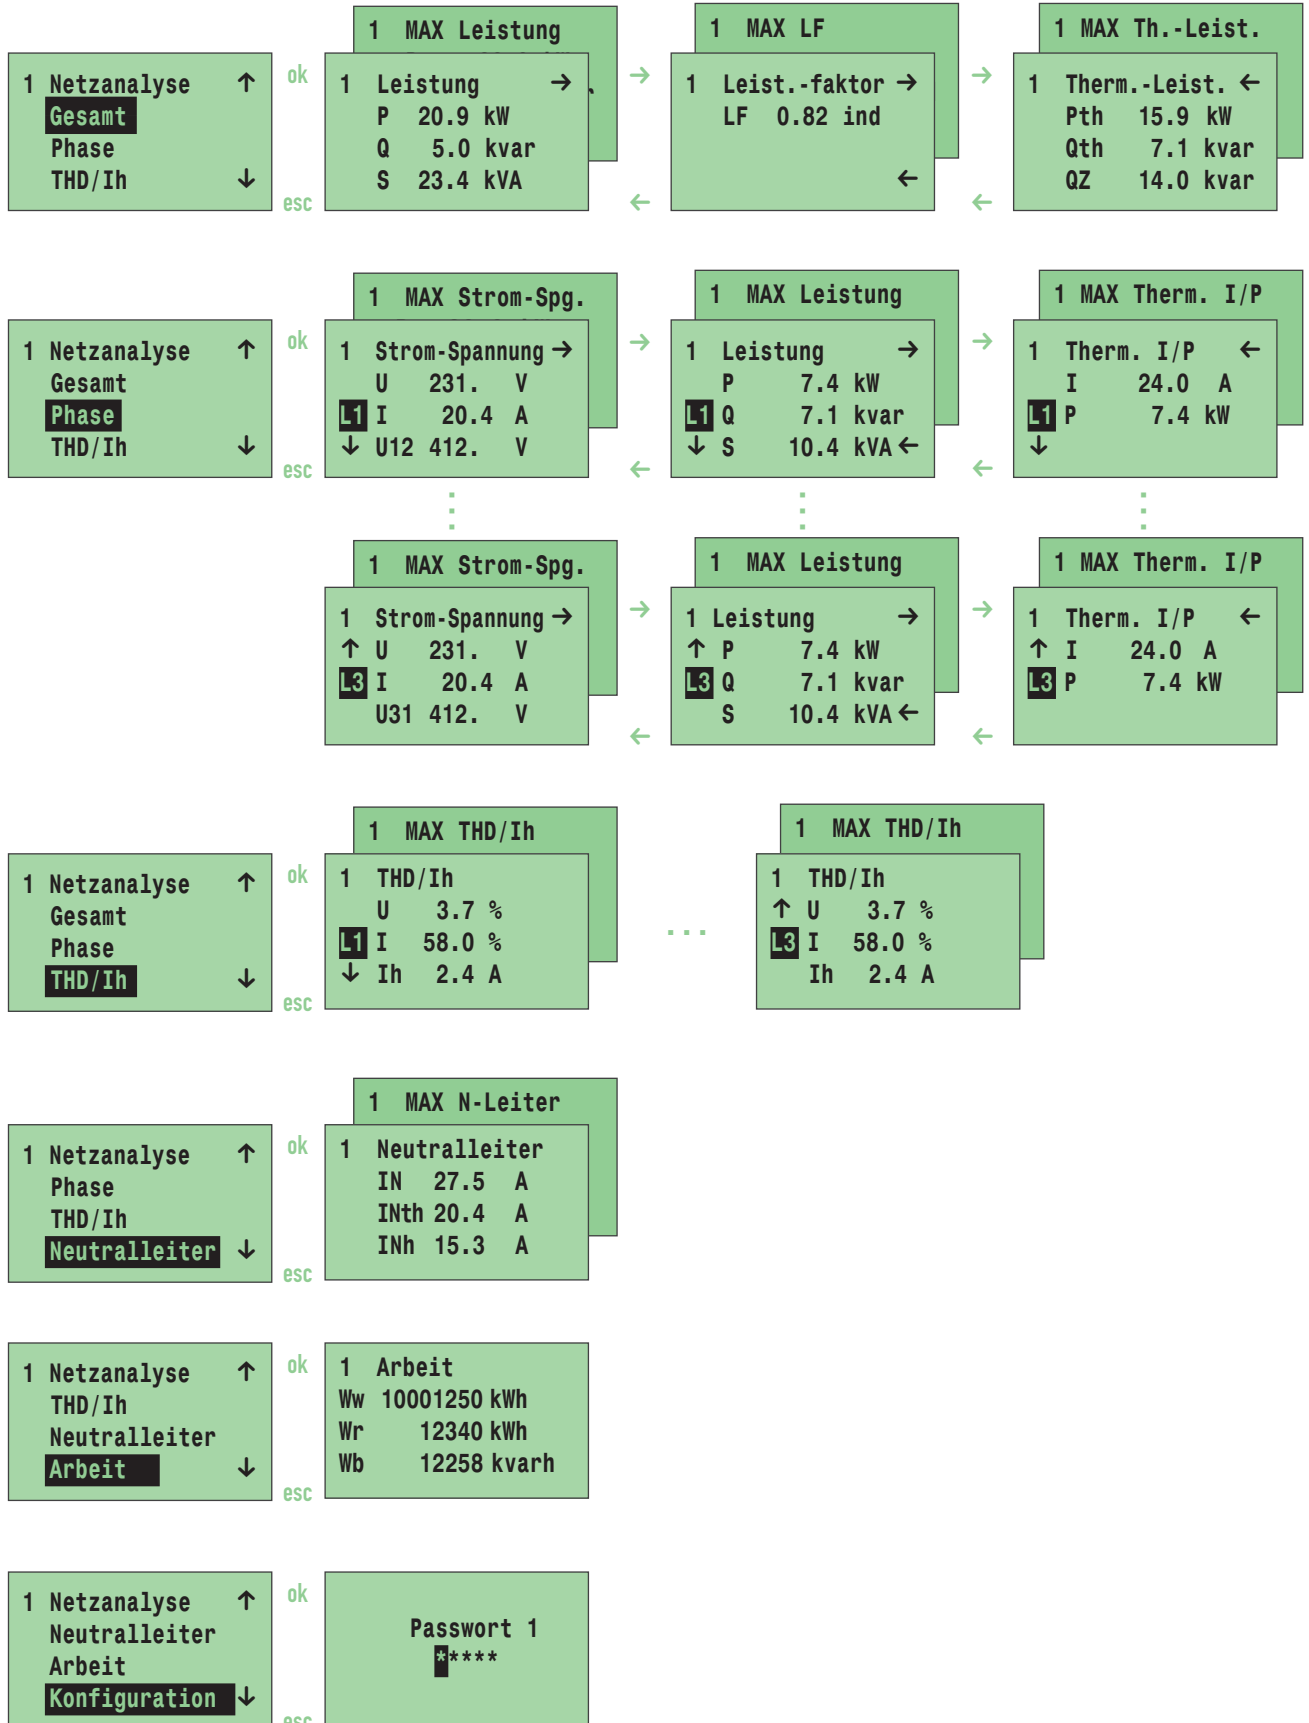 1 MAX Leistung
1 MAX LF
1 MAX Th.-Leist.
1 Netzanalyse ↑
Gesamt
Phase
THD/Ih ↓
ok
esc
1 Leistung →
P 20.9 kW
Q 5.0 kvar
S 23.4 kVA
→
←
1 Leist.-faktor →
LF 0.82 ind
←
→
←
1 Therm.-Leist. ←
Pth 15.9 kW
Qth 7.1 kvar
QZ 14.0 kvar
1 MAX Strom-Spg.
1 MAX Leistung
1 MAX Therm. I/P
1 Netzanalyse ↑
Gesamt
Phase
THD/Ih ↓
ok
esc
1 Strom-Spannung →
U 231. V
L1 I 20.4 A
↓ U12 412. V
→
←
1 Leistung →
P 7.4 kW
L1 Q 7.1 kvar
↓ S 10.4 kVA ←
→
←
1 Therm. I/P ←
I 24.0 A
L1 P 7.4 kW
↓
1 MAX Strom-Spg.
1 MAX Leistung
1 MAX Therm. I/P
1 Strom-Spannung →
↑ U 231. V
L3 I 20.4 A
U31 412. V
→
←
1 Leistung →
↑ P 7.4 kW
L3 Q 7.1 kvar
S 10.4 kVA ←
→
←
1 Therm. I/P ←
↑ I 24.0 A
L3 P 7.4 kW
1 MAX THD/Ih
1 MAX THD/Ih
1 Netzanalyse ↑
Gesamt
Phase
THD/Ih ↓
ok
esc
1 THD/Ih
U 3.7 %
L1 I 58.0 %
↓ Ih 2.4 A
...
1 THD/Ih
↑ U 3.7 %
L3 I 58.0 %
Ih 2.4 A
1 MAX N-Leiter
1 Netzanalyse ↑
Phase
THD/Ih
Neutralleiter ↓
ok
esc
1 Neutralleiter
IN 27.5 A
INth 20.4 A
INh 15.3 A
1 Netzanalyse ↑
THD/Ih
Neutralleiter
Arbeit ↓
ok
esc
1 Arbeit
Ww 10001250 kWh
Wr 12340 kWh
Wb 12258 kvarh
1 Netzanalyse ↑
Neutralleiter
Arbeit
Konfiguration ↓
ok
esc
Passwort 1
*****